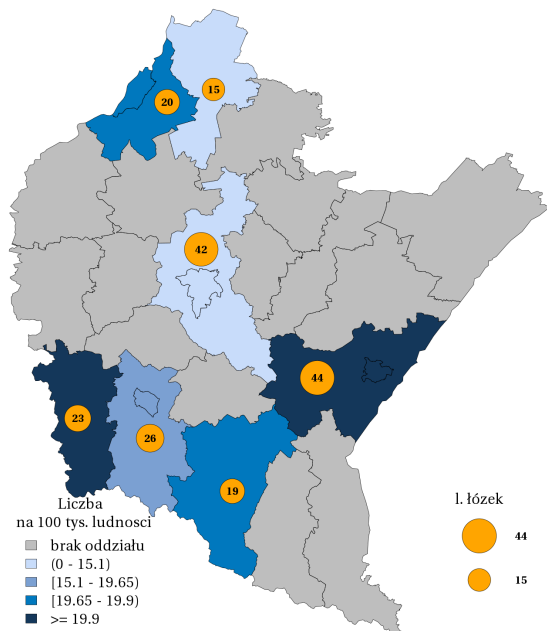 15
20
42
44
23
26
19
Liczba
na 100 tys. ludnosci
brak oddziału
(0 - 15.1)
[15.1 - 19.65)
[19.65 - 19.9)
>= 19.9
l. łózek
44
15